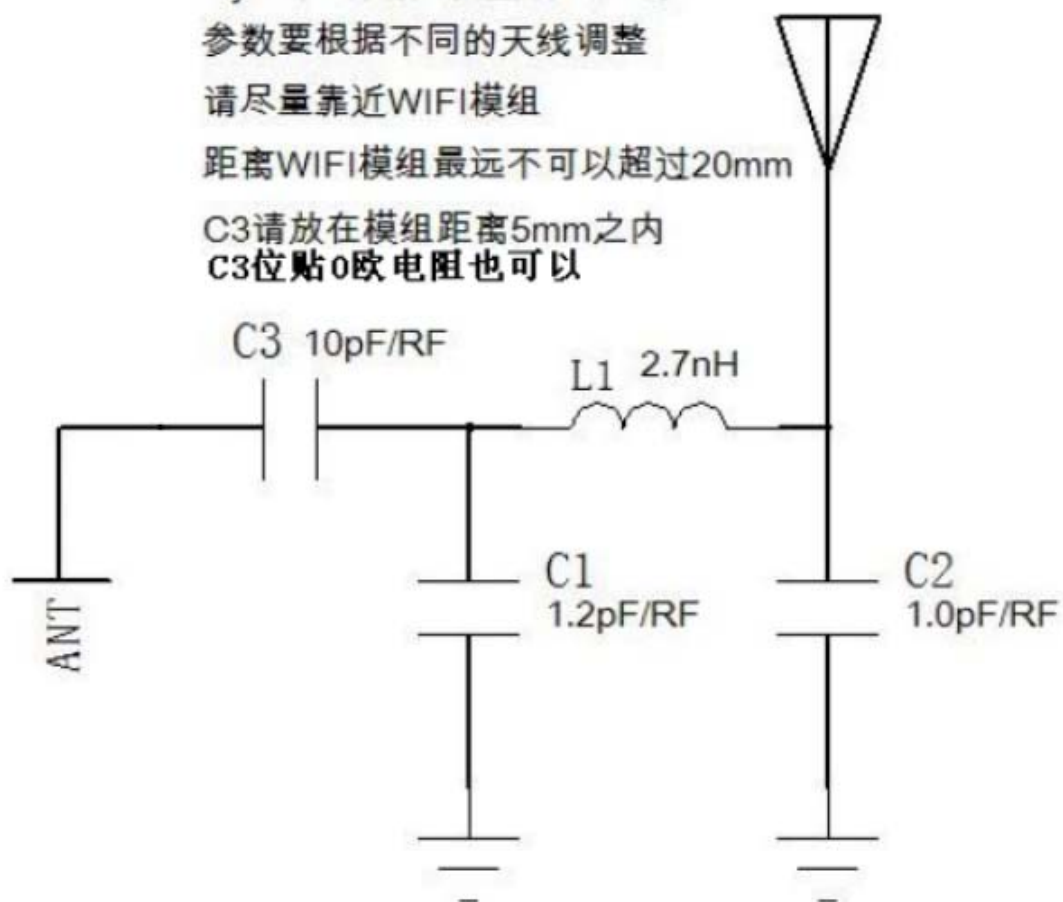 参数要根据不同的天线调整
请尽量靠近WIFI模组
距离WIFI模组最远不可以超过20mm
C3请放在模组距离5mm之内
C3位贴0欧电阻也可以
C3 10pF/RF
L1 2.7nH
C1
1.2pF/RF
C2
1.0pF/RF
ANT